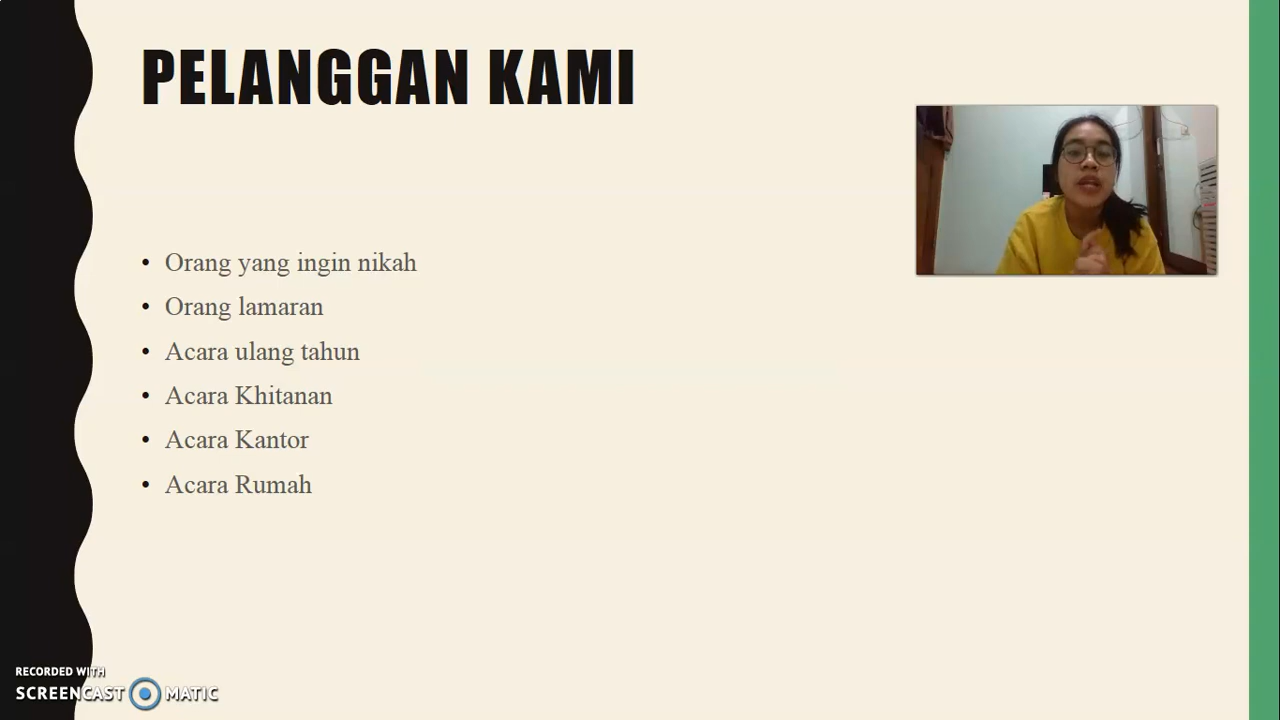 PELANGGAN KAMI
• Orang yang ingin nikah
• Orang lamaran
• Acara ulang tahun
• Acara Khitanan
• Acara Kantor
• Acara Rumah
RECORDED WITH
SCREENCAST MATIC